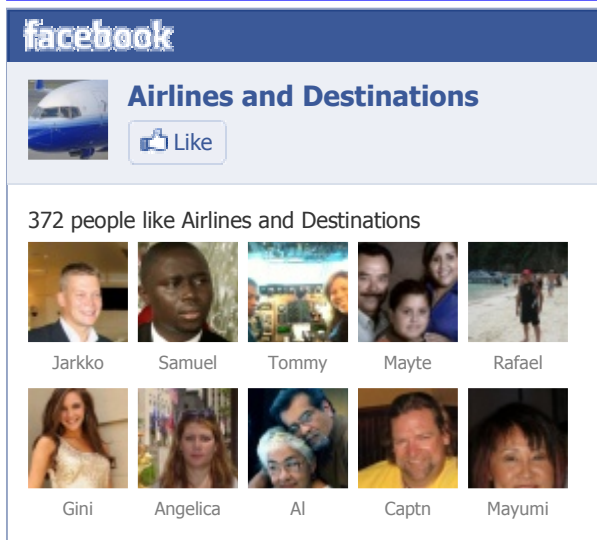 facebook
Airlines and Destinations
Like
372 people like Airlines and Destinations
Jarkko Samuel Tommy Mayte Rafael
Gini Angelica Al Captn Mayumi